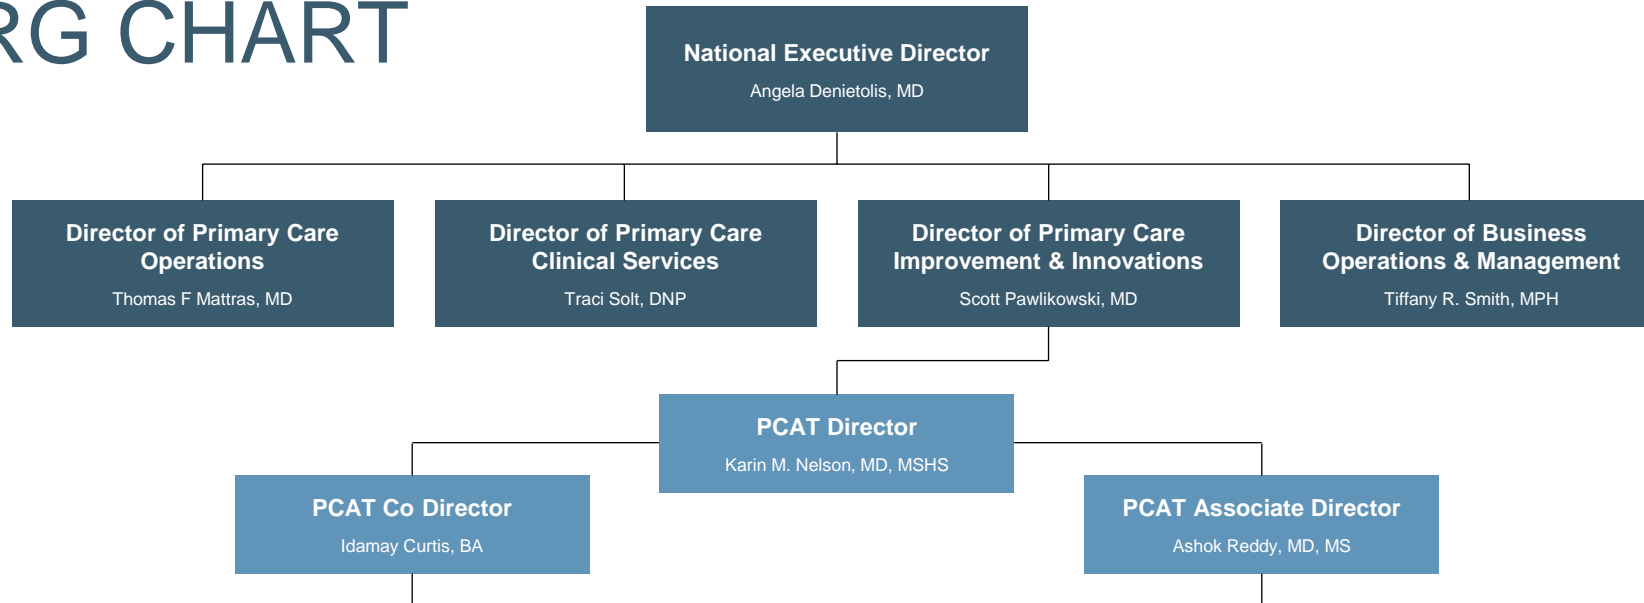 RG CHART
National Executive Director
Angela Denietolis, MD
Director of Primary Care
Operations
Thomas F Mattras, MD
Director of Primary Care
Clinical Services
Traci Solt, DNP
Director of Primary Care
Improvement & Innovations
Scott Pawlikowski, MD
Director of Business
Operations & Management
Tiffany R. Smith, MPH
PCAT Director
Karin M. Nelson, MD, MSHS
PCAT Co Director
Idamay Curtis, BA
PCAT Associate Director
Ashok Reddy, MD, MS